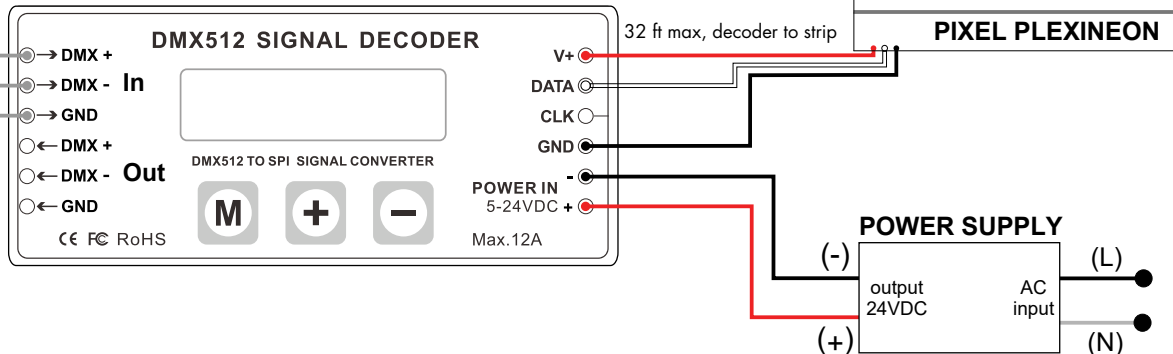 DMX512 SIGNAL DECODER
DMX +
DMX -
In
GND
DMX +
DMX -
Out
GND
CE FC RoHS
DMX512 TO SPI SIGNAL CONVERTER
M
+
−
V+
DATA
CLK
GND
-
POWER IN
5-24VDC +
Max.12A
32 ft max, decoder to strip
PIXEL PLEXINEON
POWER SUPPLY
(-)
(+)
output
24VDC
AC
input
(L)
(N)